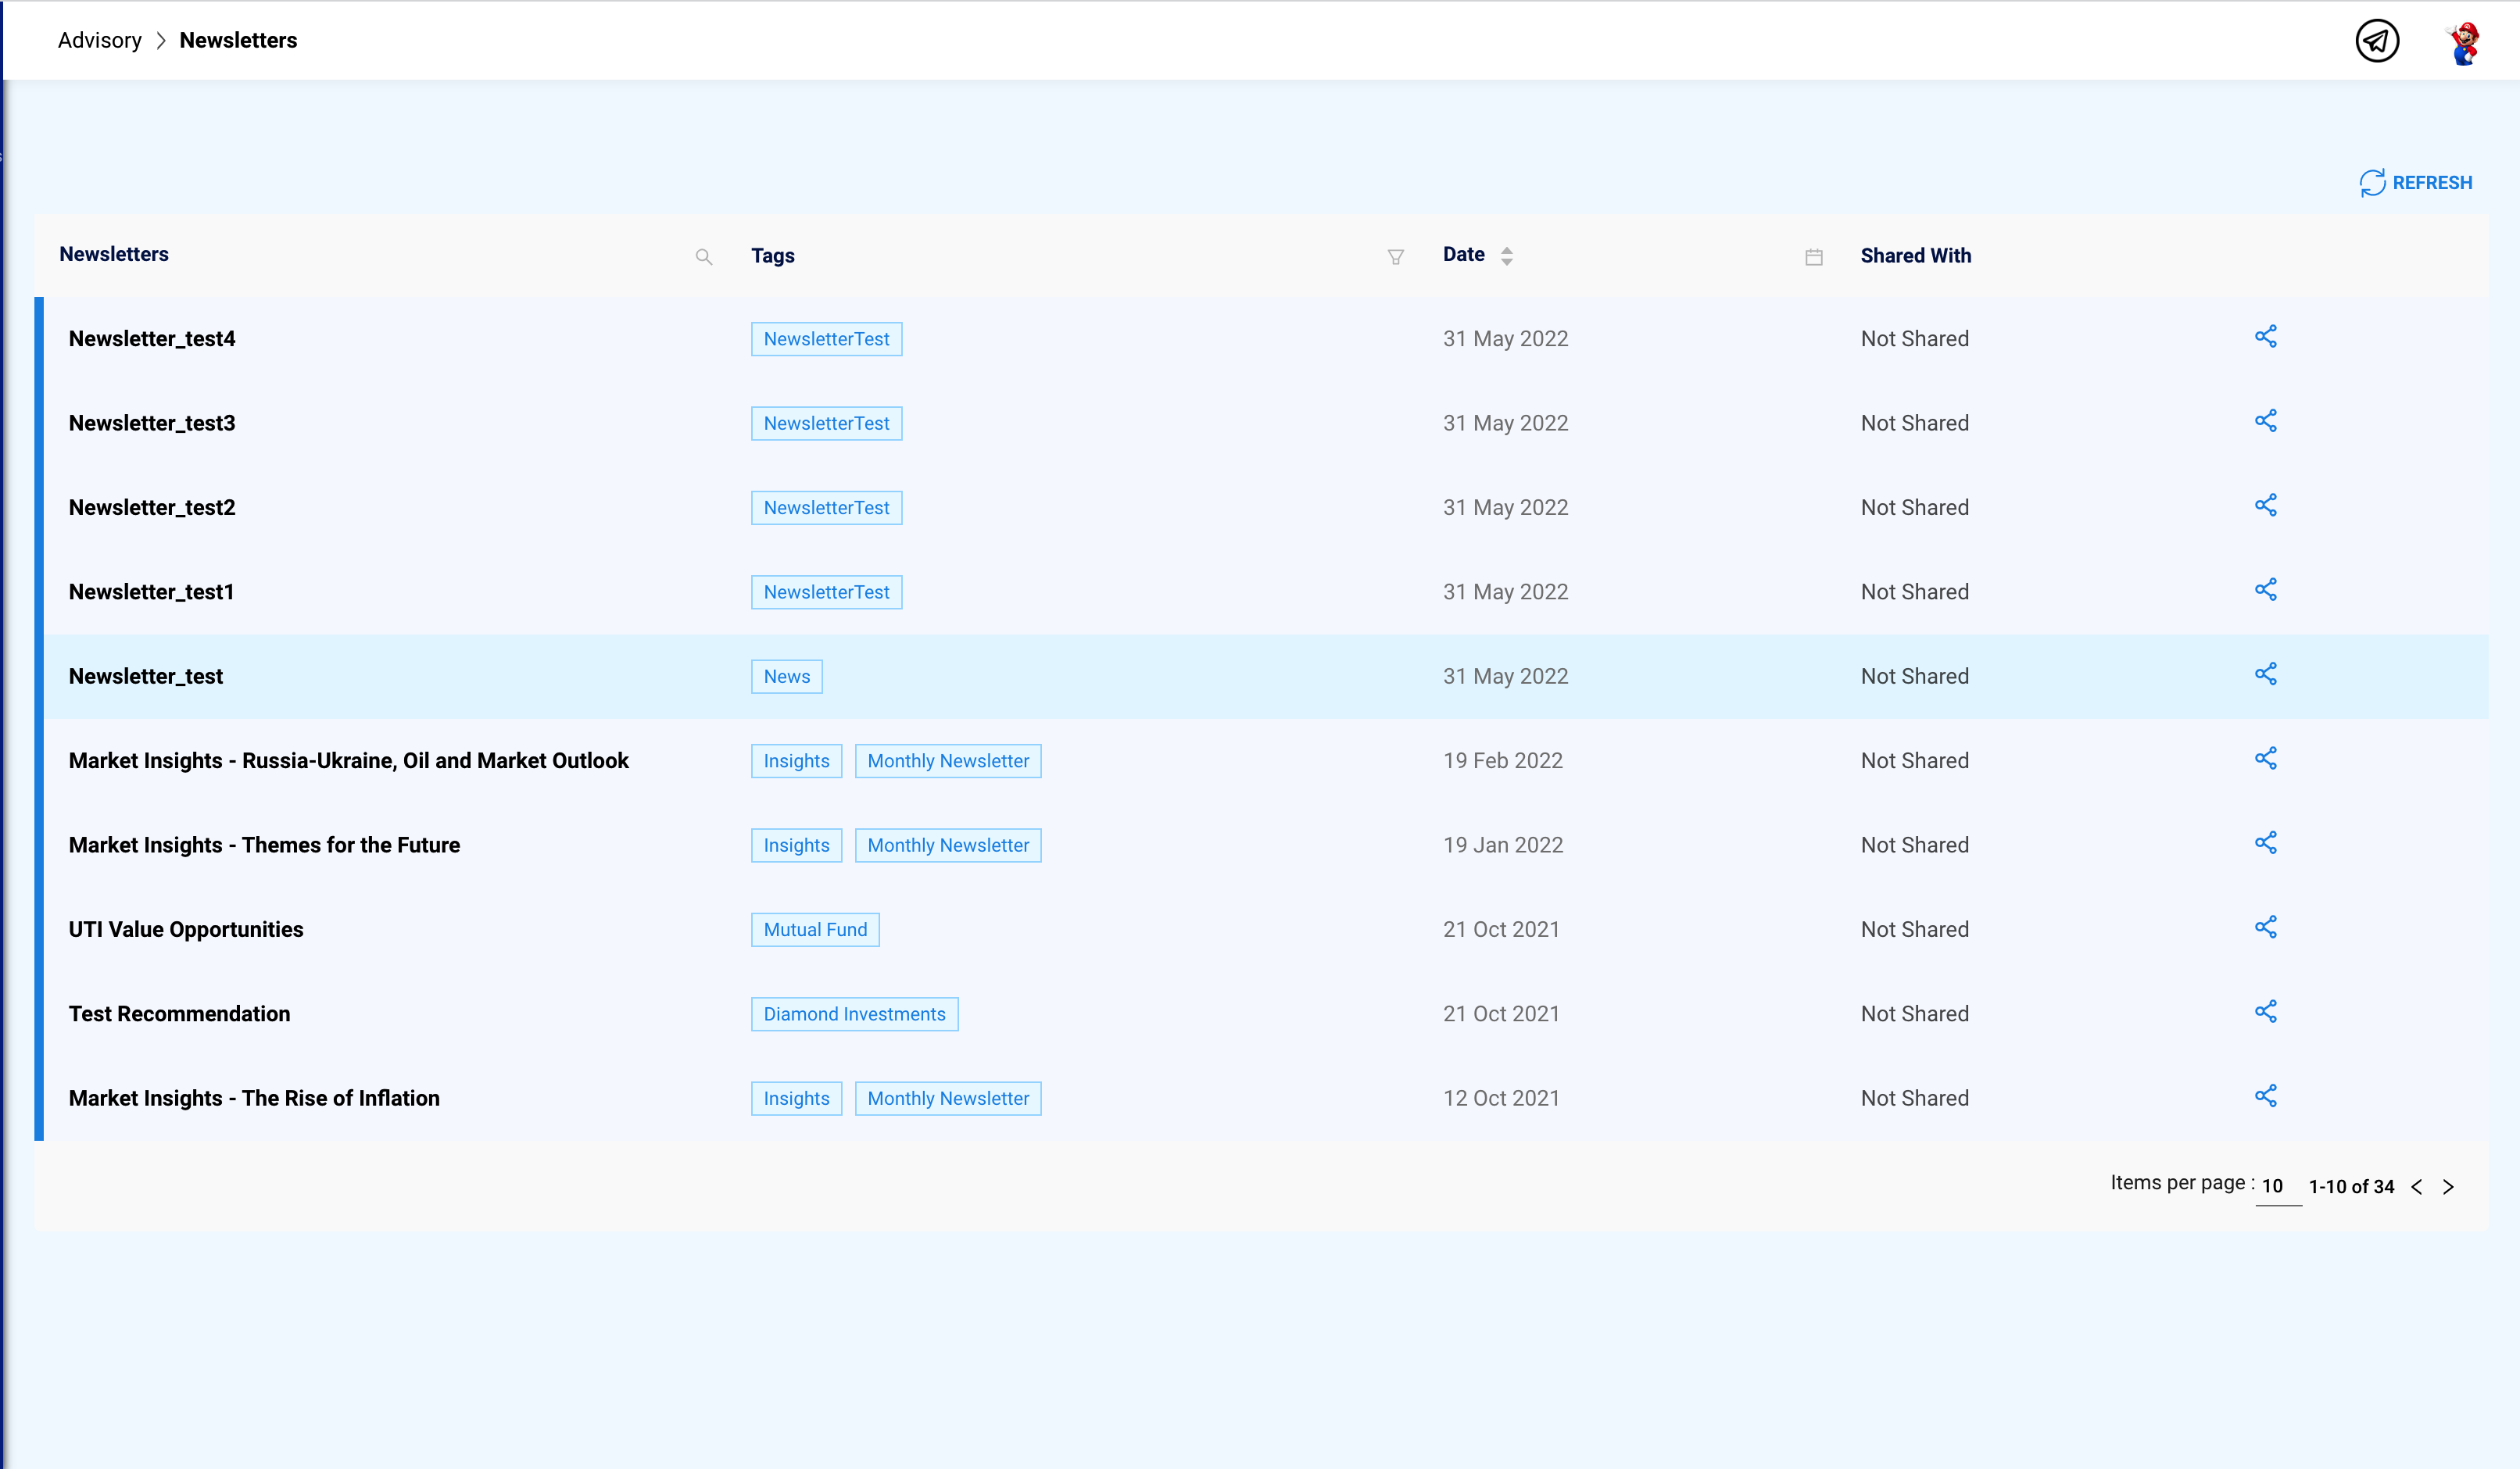 Advisory > Newsletters
REFRESH
Newsletters Tags Date Shared With
Newsletter_test4 NewsletterTest 31 May 2022 Not Shared
Newsletter_test3 NewsletterTest 31 May 2022 Not Shared
Newsletter_test2 NewsletterTest 31 May 2022 Not Shared
Newsletter_test1 NewsletterTest 31 May 2022 Not Shared
Newsletter_test News 31 May 2022 Not Shared
Market Insights - Russia-Ukraine, Oil and Market Outlook Insights Monthly Newsletter 19 Feb 2022 Not Shared
Market Insights - Themes for the Future Insights Monthly Newsletter 19 Jan 2022 Not Shared
UTI Value Opportunities Mutual Fund 21 Oct 2021 Not Shared
Test Recommendation Diamond Investments 21 Oct 2021 Not Shared
Market Insights - The Rise of Inflation Insights Monthly Newsletter 12 Oct 2021 Not Shared
Items per page : 10 1-10 of 34 < >